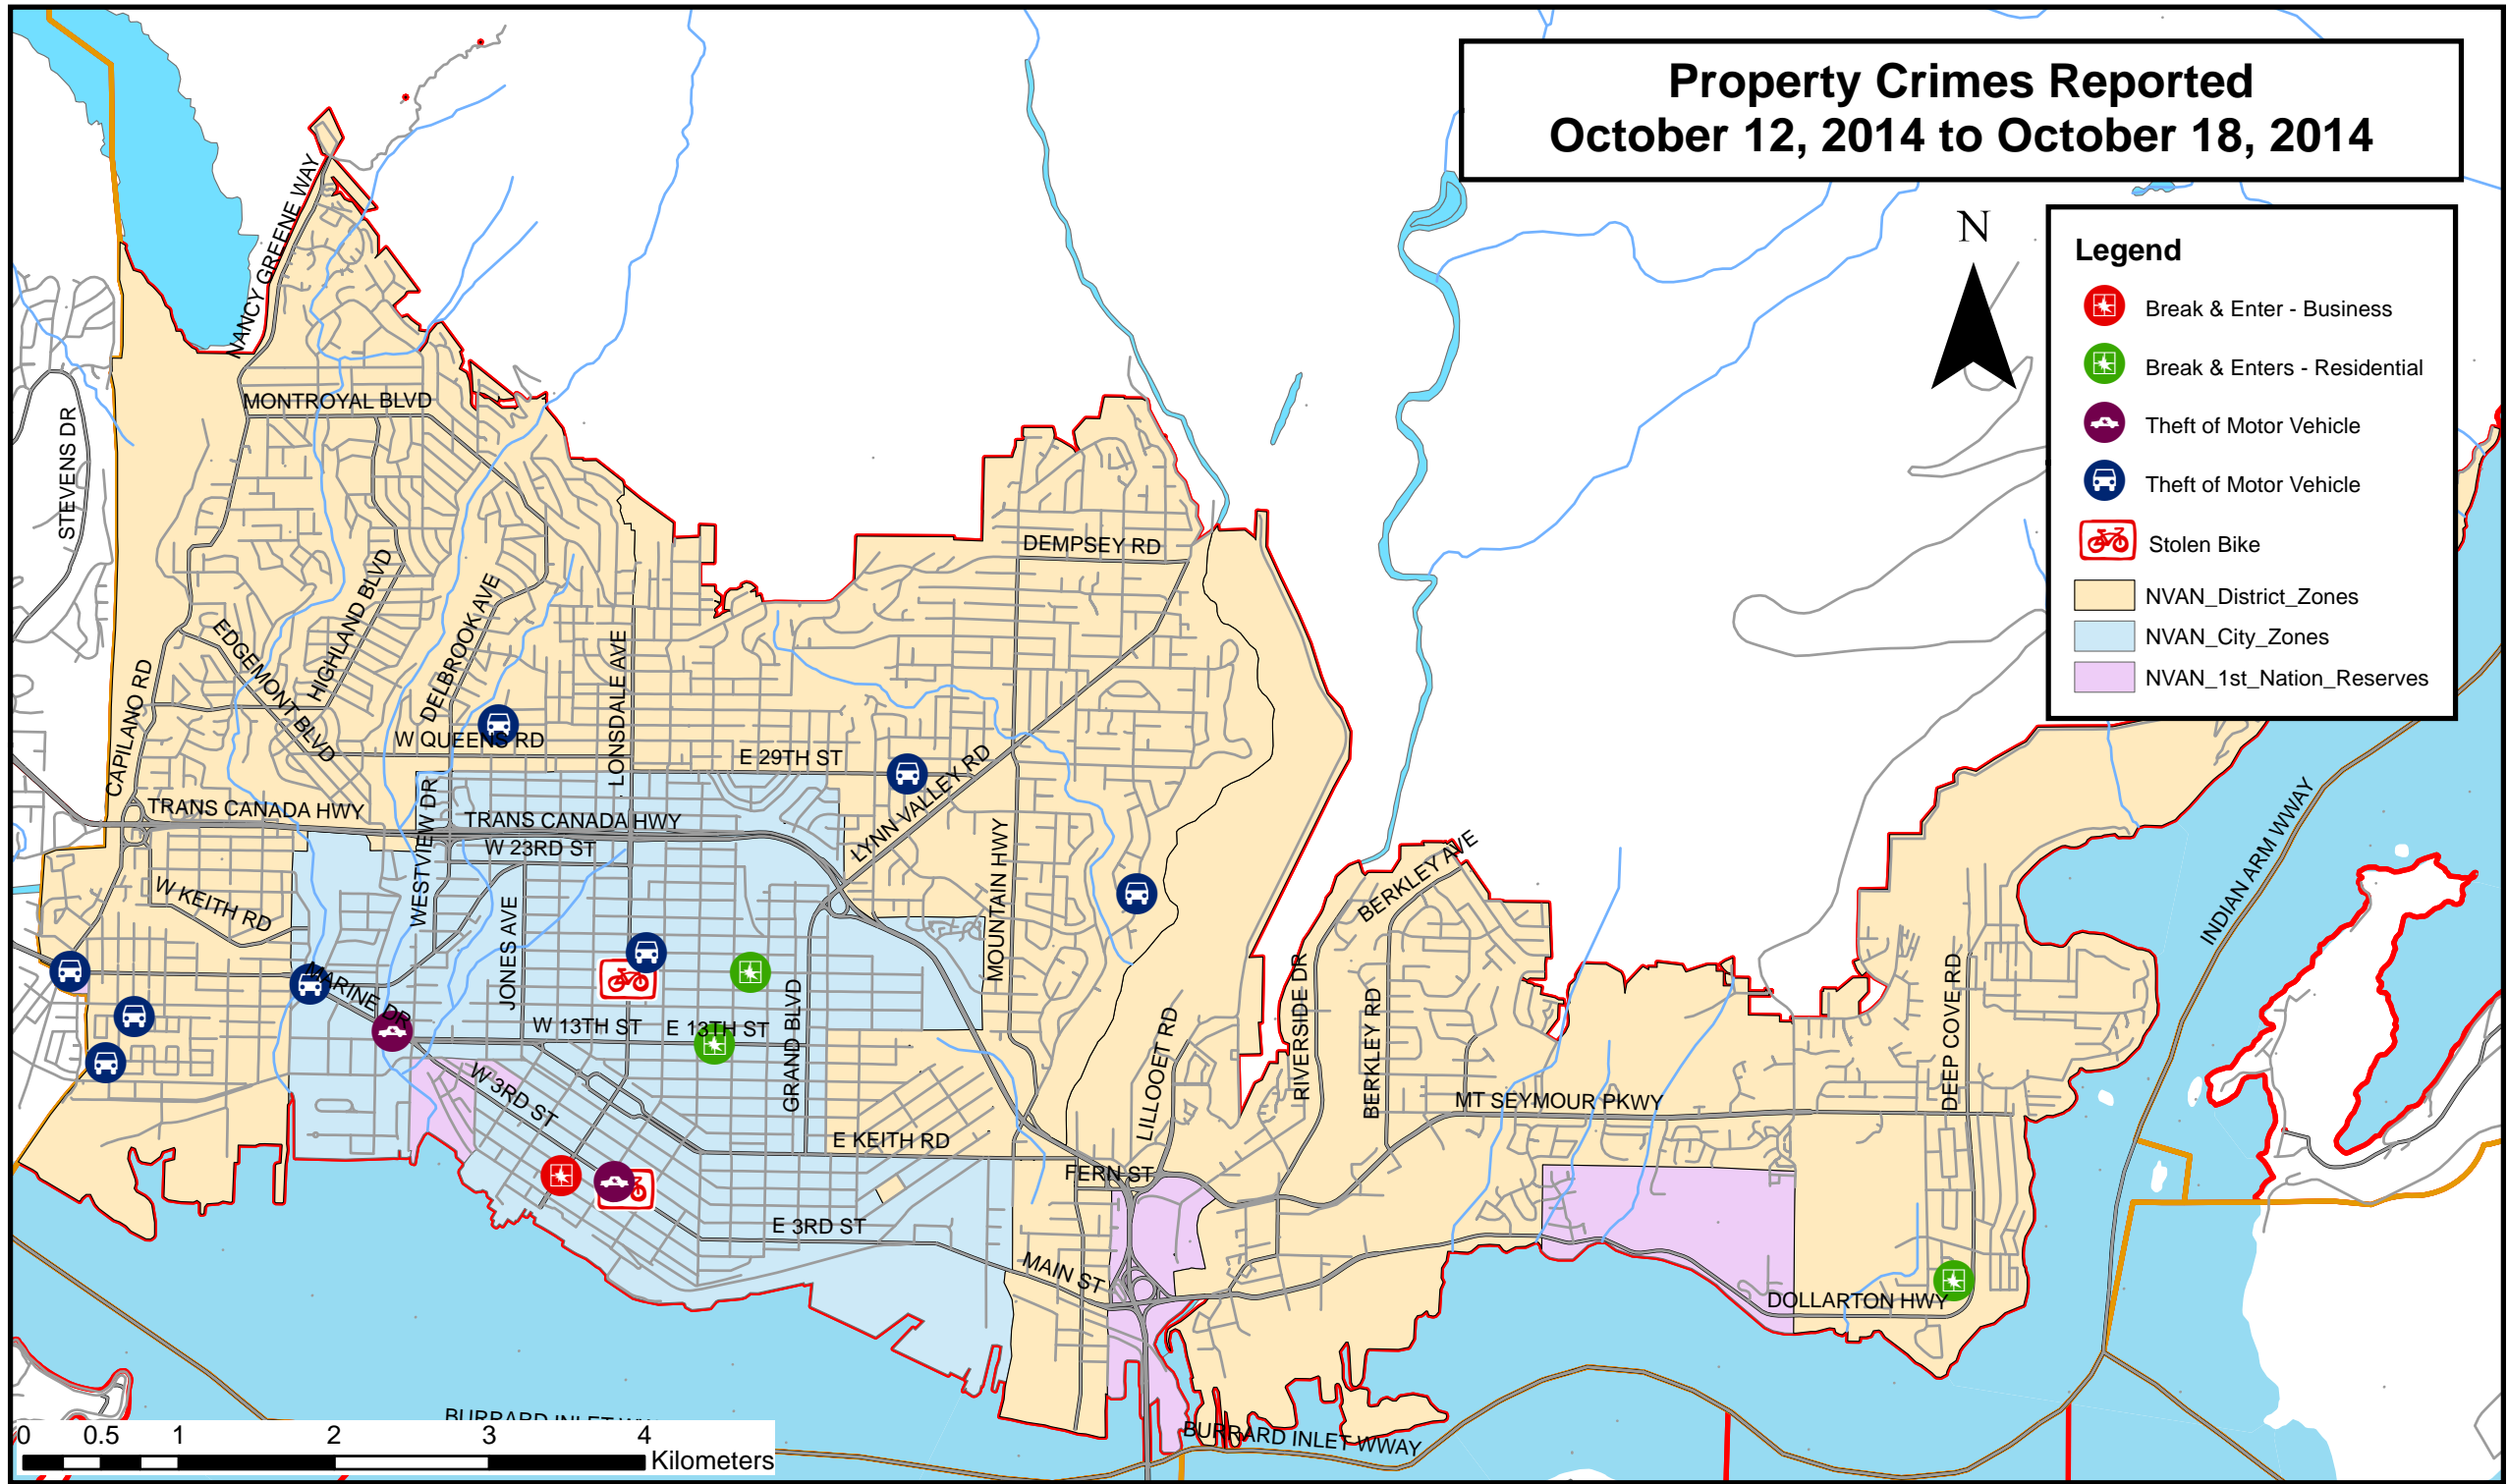 Property Crimes Reported
October 12, 2014 to October 18, 2014
N
Legend
Break & Enter - Business
Break & Enters - Residential
Theft of Motor Vehicle
Theft of Motor Vehicle
Stolen Bike
NVAN_District_Zones
NVAN_City_Zones
NVAN_1st_Nation_Reserves
NANCY GREENE WAY
MONTROYAL BLVD
STEVENS DR
DEMPSEY RD
HIGHLAND BLVD
DELBROOK AVE
EDGEMONT BLVD
LONSDALE AVE
CAPILANO RD
W QUEENS RD
E 29TH ST
LYNN VALLEY RD
TRANS CANADA HWY
TRANS CANADA HWY
WESTVIEW DR
W 23RD ST
MOUNTAIN HWY
W KEITH RD
JONES AVE
BERKLEY AVE
INDIAN ARM WWAY
MARINE DR
W 13TH ST
E 13TH ST
GRAND BLVD
LILLOOET RD
RIVERSIDE DR
BERKLEY RD
DEEP COVE RD
W 3RD ST
MT SEYMOUR PKWY
E KEITH RD
FERN ST
E 3RD ST
MAIN ST
DOLLARTON HWY
BURRARD INLET
BURRARD INLET WWAY
0 0.5 1 2 3 4
Kilometers